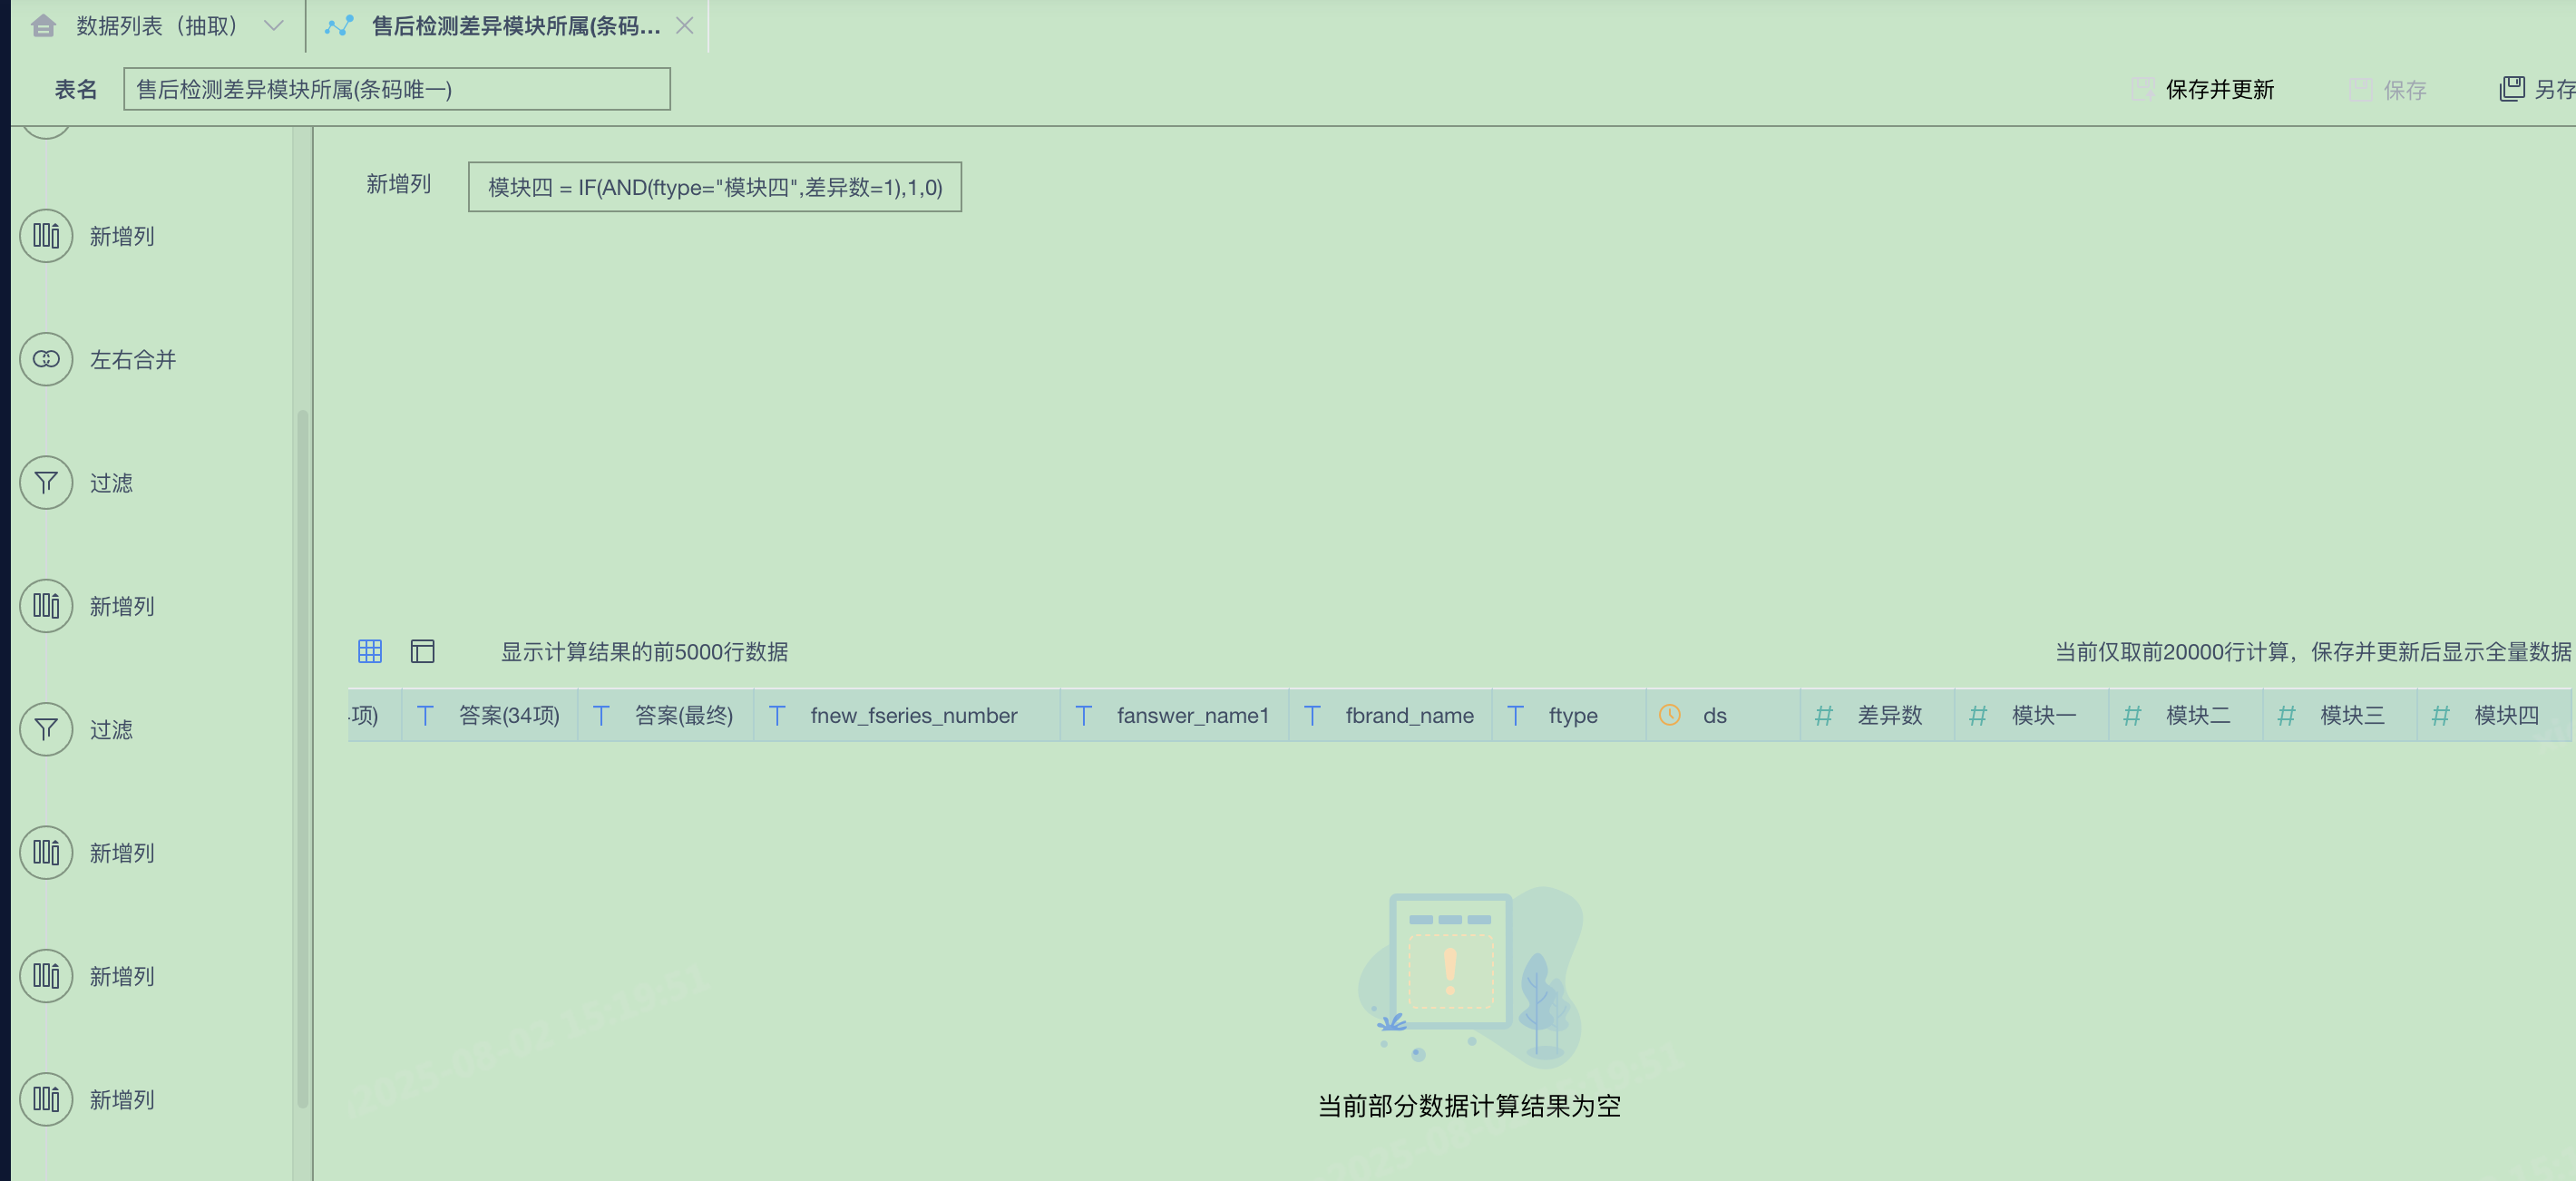 数据列表（抽取）
售后检测差异模块所属(条码...
表名
售后检测差异模块所属(条码唯一)
保存并更新
保存
另存
新增列
模块四 = IF(AND(ftype="模块四",差异数=1),1,0)
新增列
左右合并
过滤
新增列
过滤
新增列
新增列
新增列
显示计算结果的前5000行数据
当前仅取前20000行计算，保存并更新后显示全量数据
项)
答案(34项)
答案(最终)
fnew_fseries_number
fanswer_name1
fbrand_name
ftype
ds
差异数
模块一
模块二
模块三
模块四
当前部分数据计算结果为空
2025-08-02 15:19:51